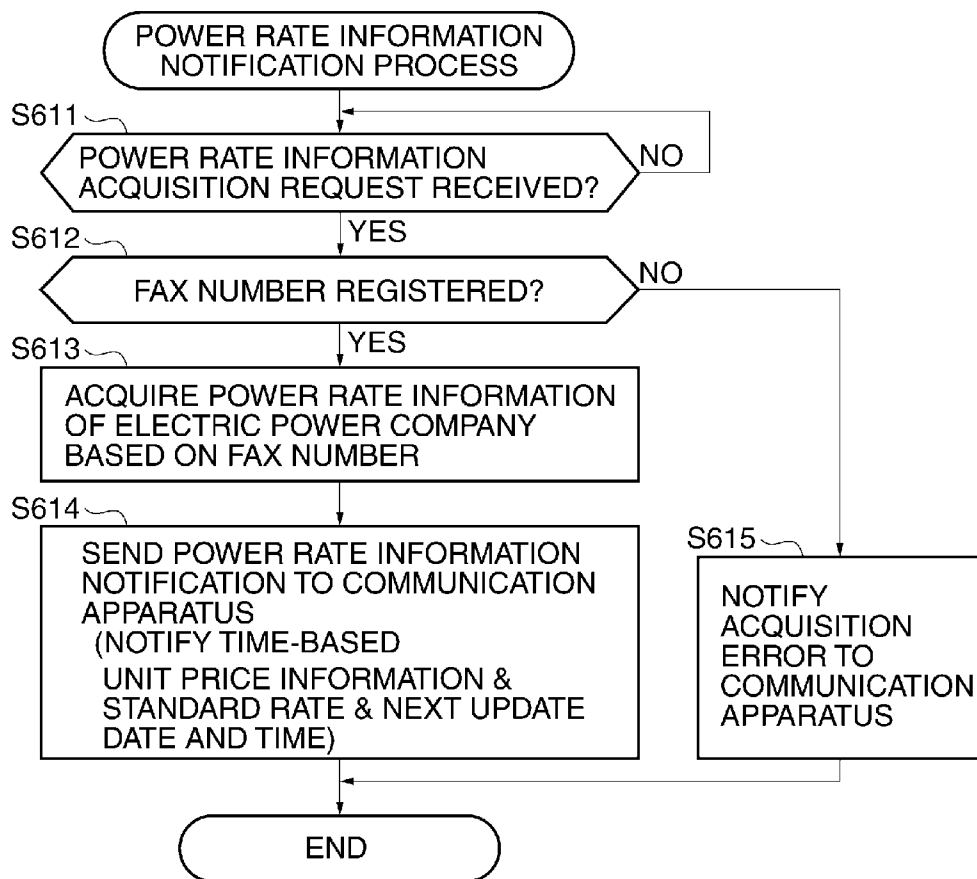 POWER RATE INFORMATION
NOTIFICATION PROCESS
S611
POWER RATE INFORMATION
ACQUISITION REQUEST RECEIVED?
NO
YES
S612
FAX NUMBER REGISTERED?
NO
YES
S613
ACQUIRE POWER RATE INFORMATION
OF ELECTRIC POWER COMPANY
BASED ON FAX NUMBER
S614
SEND POWER RATE INFORMATION
NOTIFICATION TO COMMUNICATION
APPARATUS
(NOTIFY TIME-BASED
UNIT PRICE INFORMATION &
STANDARD RATE & NEXT UPDATE
DATE AND TIME)
S615
NOTIFY
ACQUISITION
ERROR TO
COMMUNICATION
APPARATUS
END